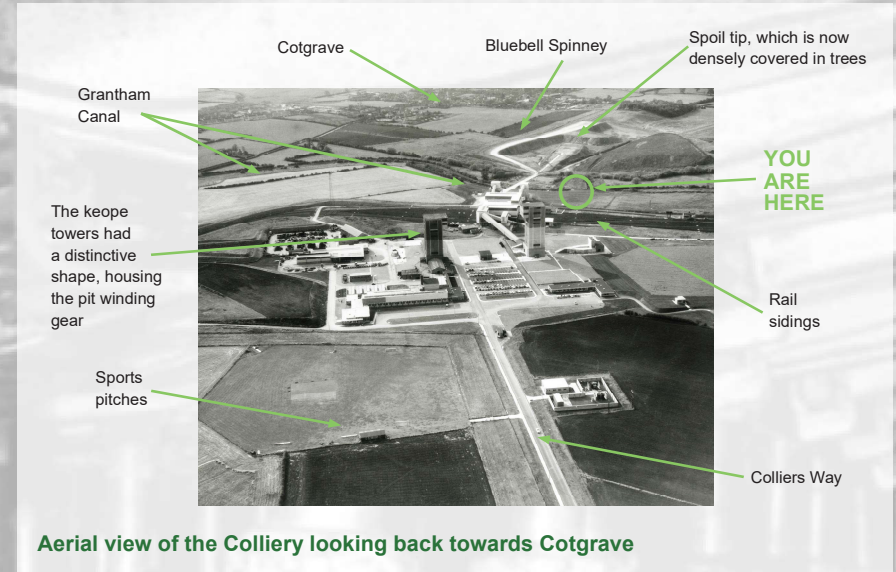 Cotgrave
Bluebell Spinney
Spoil tip, which is now
densely covered in trees
Grantham
Canal
YOU
ARE
HERE
The keope
towers had
a distinctive
shape, housing
the pit winding
gear
Rail
sidings
Sports
pitches
Colliers Way
Aerial view of the Colliery looking back towards Cotgrave